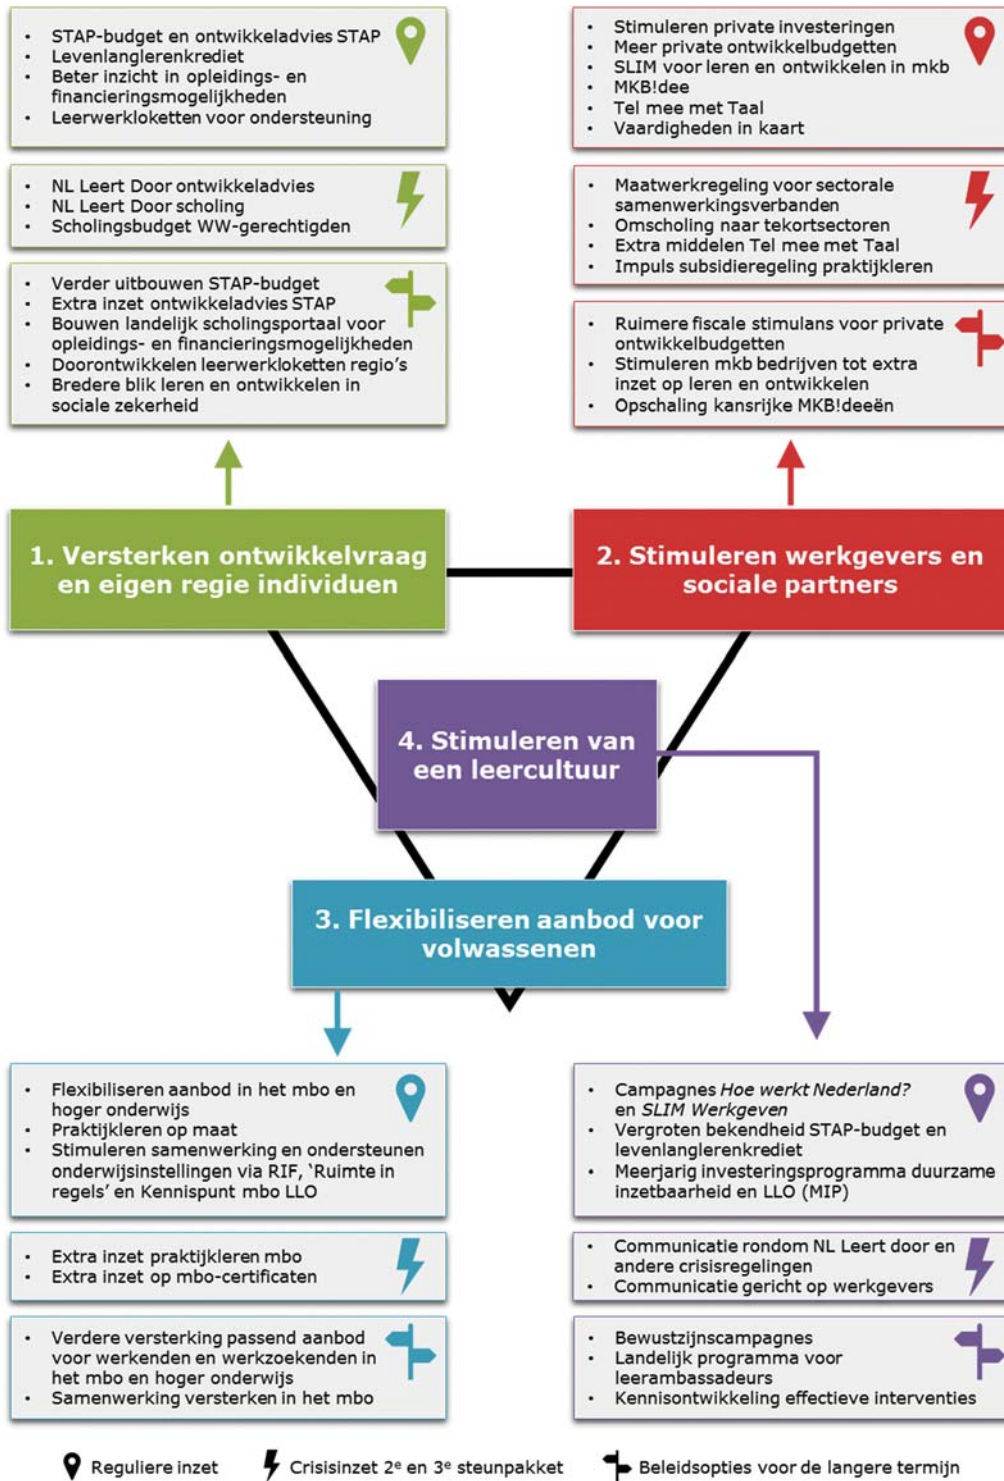 • STAP-budget en ontwikkeladvies STAP
• Levenlanglerenkrediet
• Beter inzicht in opleidings- en
financieringsmogelijkheden
• Leerwerkloketten voor ondersteuning
• NL Leert Door ontwikkeladvies
• NL Leert Door scholing
• Scholingsbudget WW-gerechtigden
• Verder uitbouwen STAP-budget
• Extra inzet ontwikkeladvies STAP
• Bouwen landelijk scholingsportaal voor
opleidings- en financieringsmogelijkheden
• Doorontwikkelen leerwerkloketten regio's
• Bredere blik leren en ontwikkelen in
sociale zekerheid
• Stimuleren private investeringen
• Meer private ontwikkelbudgetten
• SLIM voor leren en ontwikkelen in mkb
• MKB!dee
• Tel mee met Taal
• Vaardigheden in kaart
• Maatwerkregeling voor sectorale
samenwerkingsverbanden
• Omscholing naar tekortsectoren
• Extra middelen Tel mee met Taal
• Impuls subsidieregeling praktijkleren
• Ruimere fiscale stimulans voor private
ontwikkelbudgetten
• Stimuleren mkb bedrijven tot extra
inzet op leren en ontwikkelen
• Opschaling kansrijke MKB!deeën
1. Versterken ontwikkelvraag
en eigen regie individuen
2. Stimuleren werkgevers en
sociale partners
4. Stimuleren van
een leercultuur
3. Flexibiliseren aanbod voor
volwassenen
• Flexibiliseren aanbod in het mbo en
hoger onderwijs
• Praktijkleren op maat
• Stimuleren samenwerking en ondersteunen
onderwijsinstellingen via RIF, 'Ruimte in
regels' en Kennispunt mbo LLO
• Extra inzet praktijkleren mbo
• Extra inzet op mbo-certificaten
• Verdere versterking passend aanbod
voor werkenden en werkzoekenden in
het mbo en hoger onderwijs
• Samenwerking versterken in het mbo
• Campagnes Hoe werkt Nederland?
en SLIM Werkgeven
• Vergroten bekendheid STAP-budget en
levenlanglerenkrediet
• Meerjarig investeringsprogramma duurzame
inzetbaarheid en LLO (MIP)
• Communicatie rondom NL Leert door en
andere crisisregelingen
• Communicatie gericht op werkgevers
• Bewustzijnscampagnes
• Landelijk programma voor
leerambassadeurs
• Kennisontwikkeling effectieve interventies
Reguliere inzet
Crisisinzet 2e en 3e steunpakket
Beleidsopties voor de langere termijn